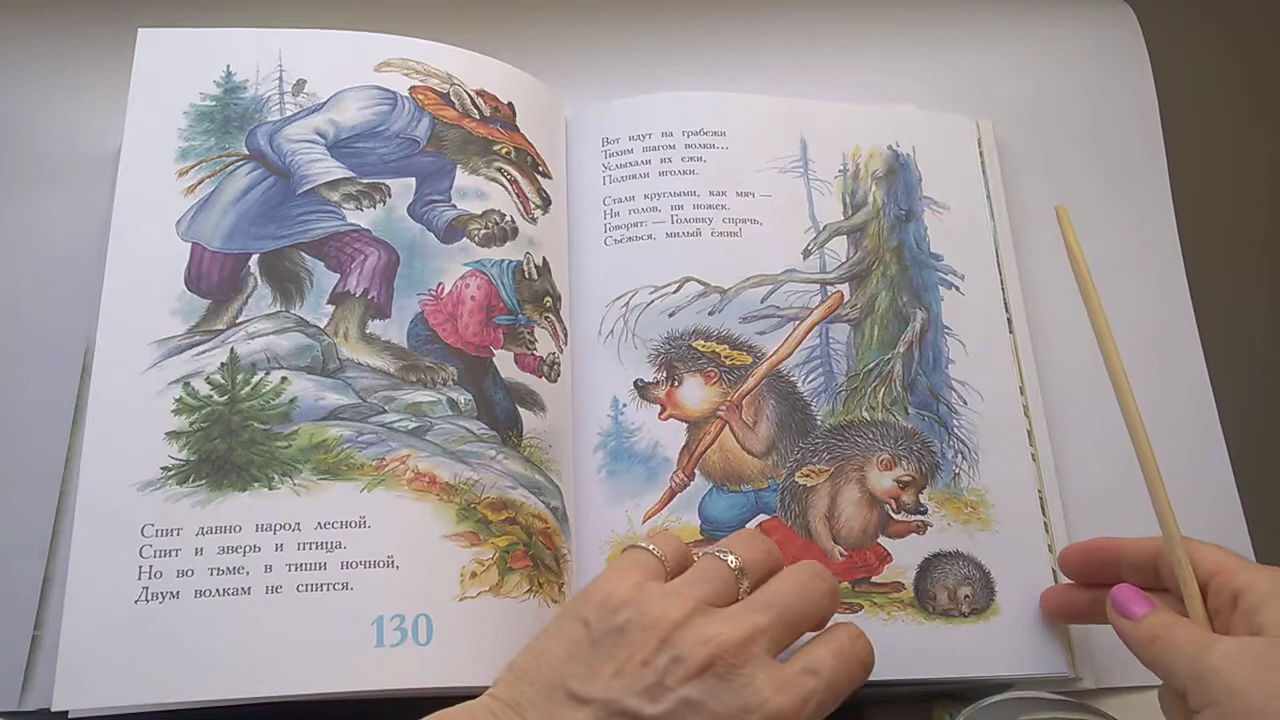 Спит давно народ лесной.
Спит и зверь и птица.
Но во тьме, в тиши ночной,
Двум волкам не спится.
130
Вот идут на грабежи
Тихим шагом волки...
Услыхали их ежи,
Подняли иголки.
Стали круглыми, как мяч —
Ни голов, ни ножек.
Говорят: — Головку спрячь,
Съёжься, милый ёжик!